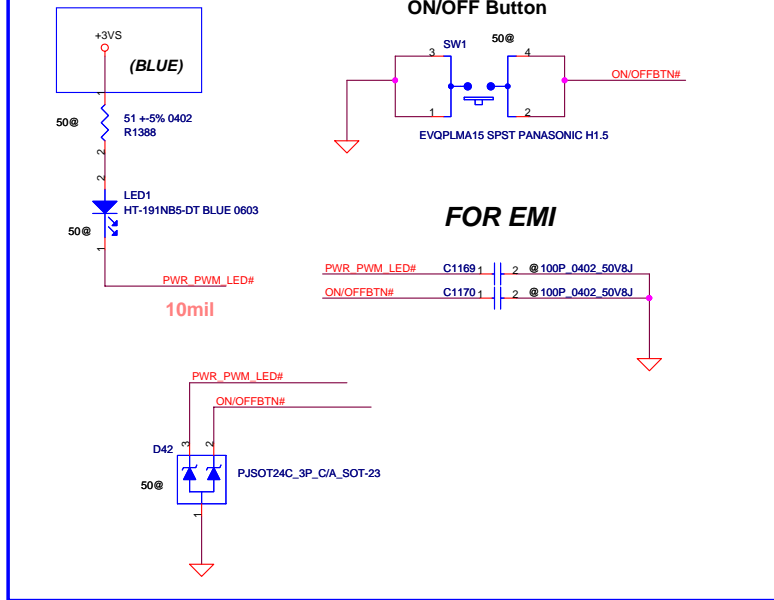 ON/OFF Button
+3VS
(BLUE)
1
50@
51 +-5% 0402
R1388
2
2
LED1
HT-191NB5-DT BLUE 0603
50@
1
PWR_PWM_LED#
10mil
3
SW1
50@
4
ON/OFFBTN#
1
2
EVQPLMA15 SPST PANASONIC H1.5
FOR EMI
PWR_PWM_LED# C1169 1 2 @100P_0402_50V8J
ON/OFFBTN# C1170 1 2 @100P_0402_50V8J
PWR_PWM_LED#
ON/OFFBTN#
3 2
D42
50@
PJSOT24C_3P_C/A_SOT-23
1